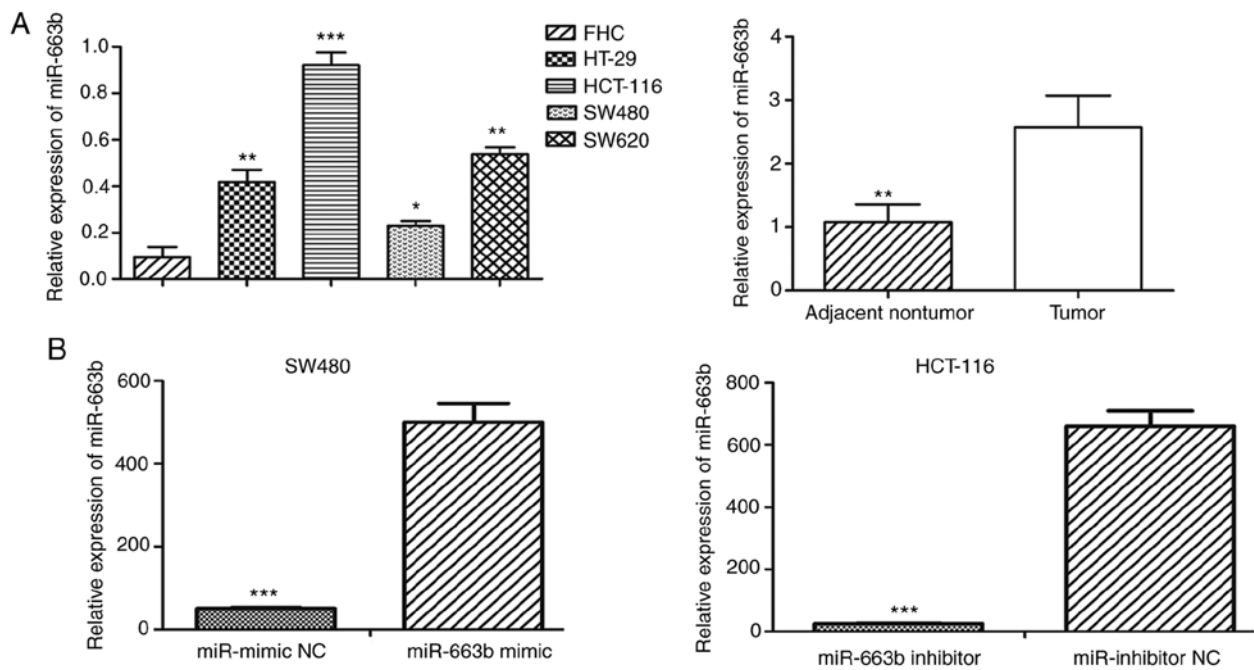 A
Relative expression of miR-663b
1.0
0.8
0.6
0.4
0.2
0.0
**
***
*
**
FHC
HT-29
HCT-116
SW480
SW620
Relative expression of miR-663b
4
3
2
1
0
**
Adjacent nontumor
Tumor
B
SW480
Relative expression of miR-663b
600
400
200
0
***
miR-mimic NC
miR-663b mimic
HCT-116
Relative expression of miR-663b
800
600
400
200
0
***
miR-663b inhibitor
miR-inhibitor NC